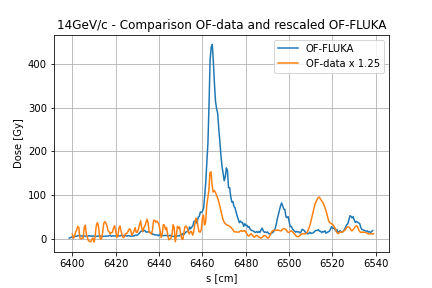 14GeV/c - Comparison OF-data and rescaled OF-FLUKA
OF-FLUKA
OF-data x 1.25
Dose [Gy]
400
300
200
100
0
6400 6420 6440 6460 6480 6500 6520 6540
s [cm]